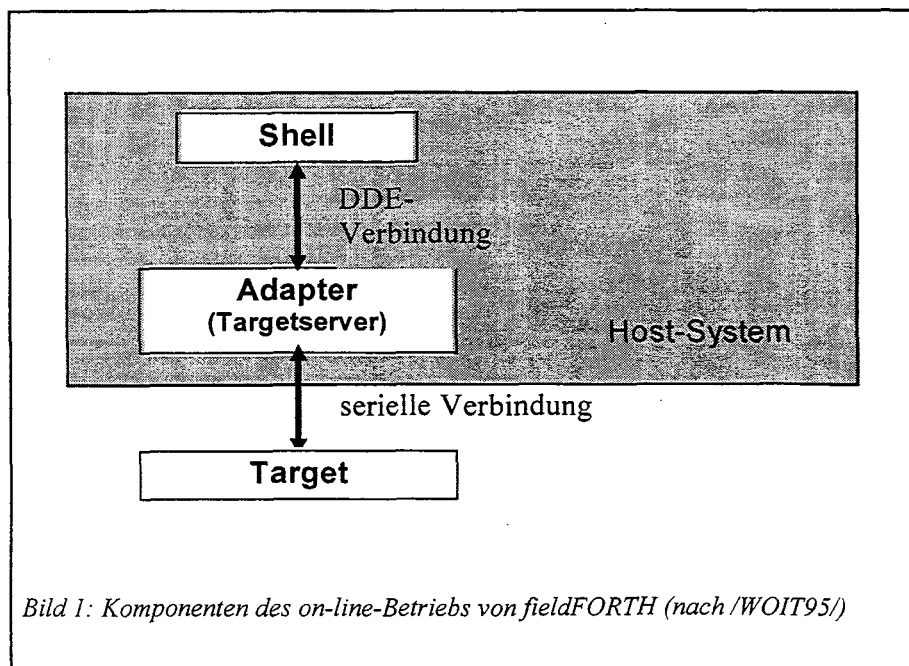 Shell
DDE-
Verbindung
Adapter
(Targetserver)
Host-System
serielle Verbindung
Target
Bild 1: Komponenten des on-line-Betriebs von fieldFORTH (nach /WOIT95/)